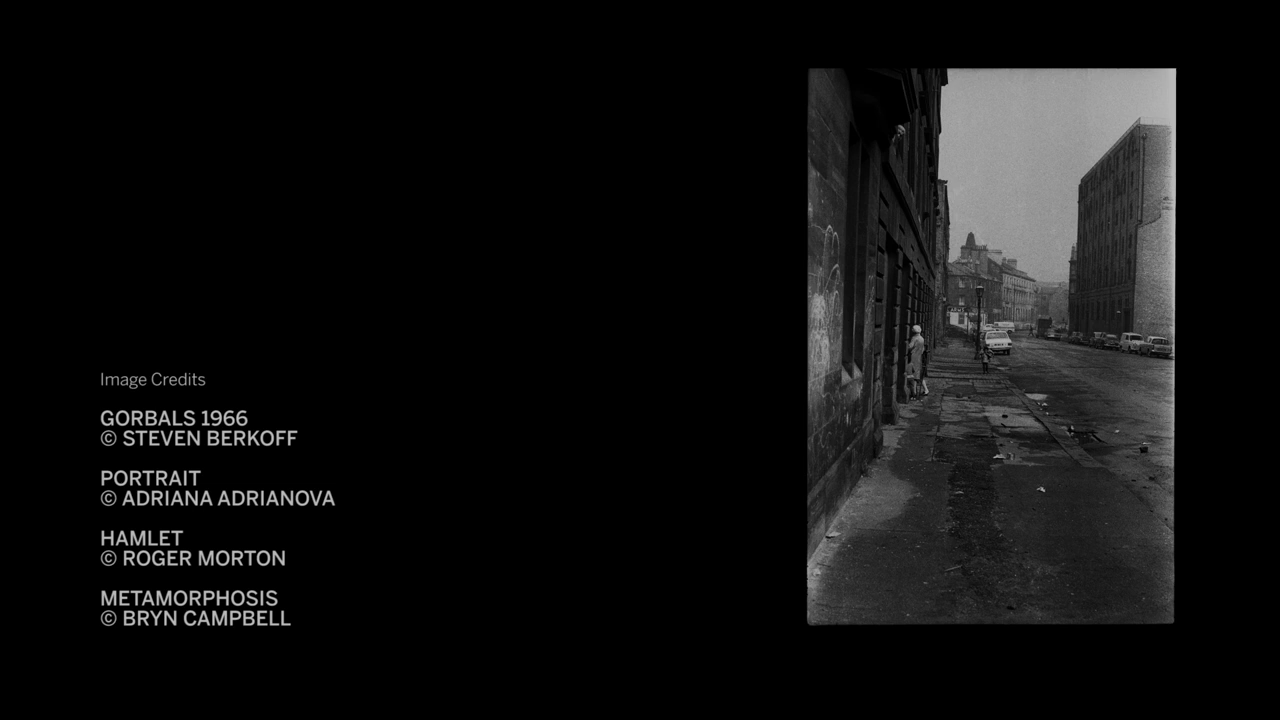 Image Credits
GORBALS 1966
© STEVEN BERKOFF
PORTRAIT
© ADRIANA ADRIANOVA
HAMLET
© ROGER MORTON
METAMORPHOSIS
© BRYN CAMPBELL